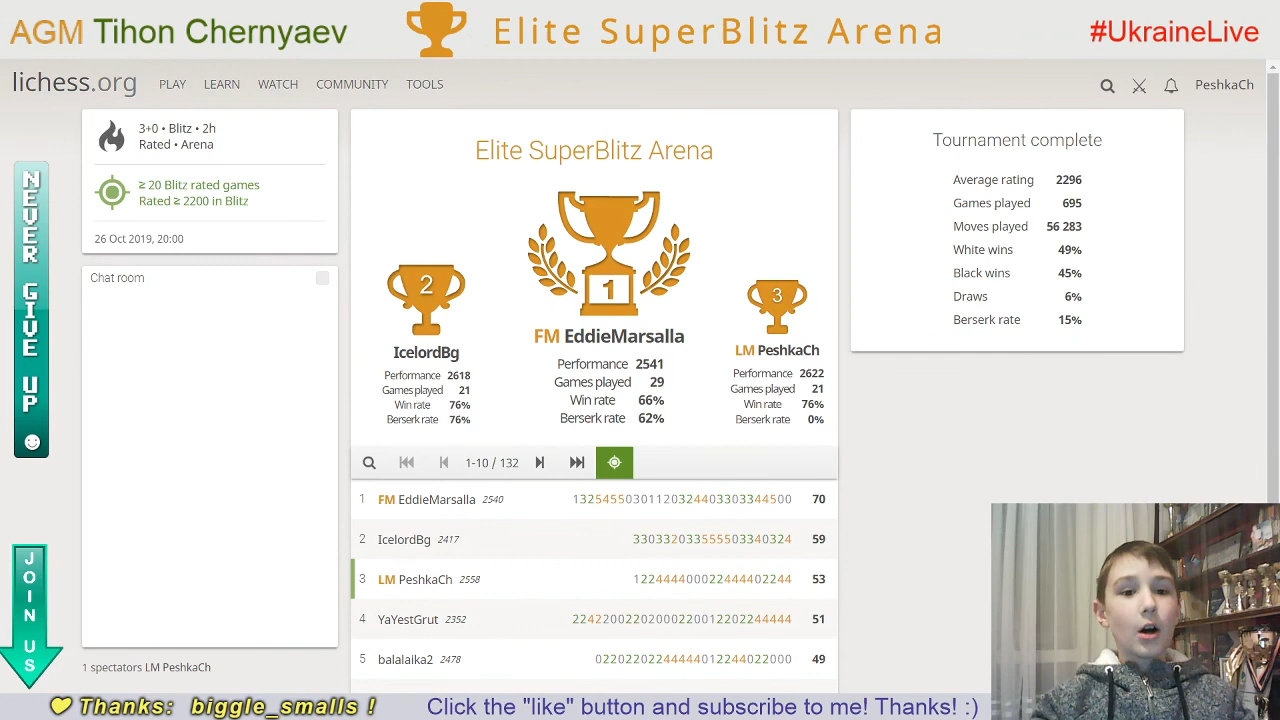 AGM Tihon Chernyaev
Elite SuperBlitz Arena
#UkraineLive
lichess.org
PLAY LEARN WATCH COMMUNITY TOOLS
PeshkaCh
NEVER GIVE UP
JOIN US
3+0 • Blitz • 2h
Rated • Arena
≥ 20 Blitz rated games
Rated ≥ 2200 in Blitz
26 Oct 2019, 20:00
Chat room
1 spectators LM PeshkaCh
Elite SuperBlitz Arena
2
IcelordBg
Performance 2618
Games played 21
Win rate 76%
Berserk rate 76%
1
FM EddieMarsalla
Performance 2541
Games played 29
Win rate 66%
Berserk rate 62%
3
LM PeshkaCh
Performance 2622
Games played 21
Win rate 76%
Berserk rate 0%
1-10 / 132
1 FM EddieMarsalla 2540 13254550301120324403303344500 70
2 IcelordBg 2417 33033203355550340324 59
3 LM PeshkaCh 2558 122444400022444402244 53
4 YaYestGrut 2352 224220022020002200122022244444 51
5 balalaika2 2478 022022022444440122440222000 49
Tournament complete
Average rating 2296
Games played 695
Moves played 56 283
White wins 49%
Black wins 45%
Draws 6%
Berserk rate 15%
Thanks: biggle_smalls !
Click the "like" button and subscribe to me! Thanks! :)